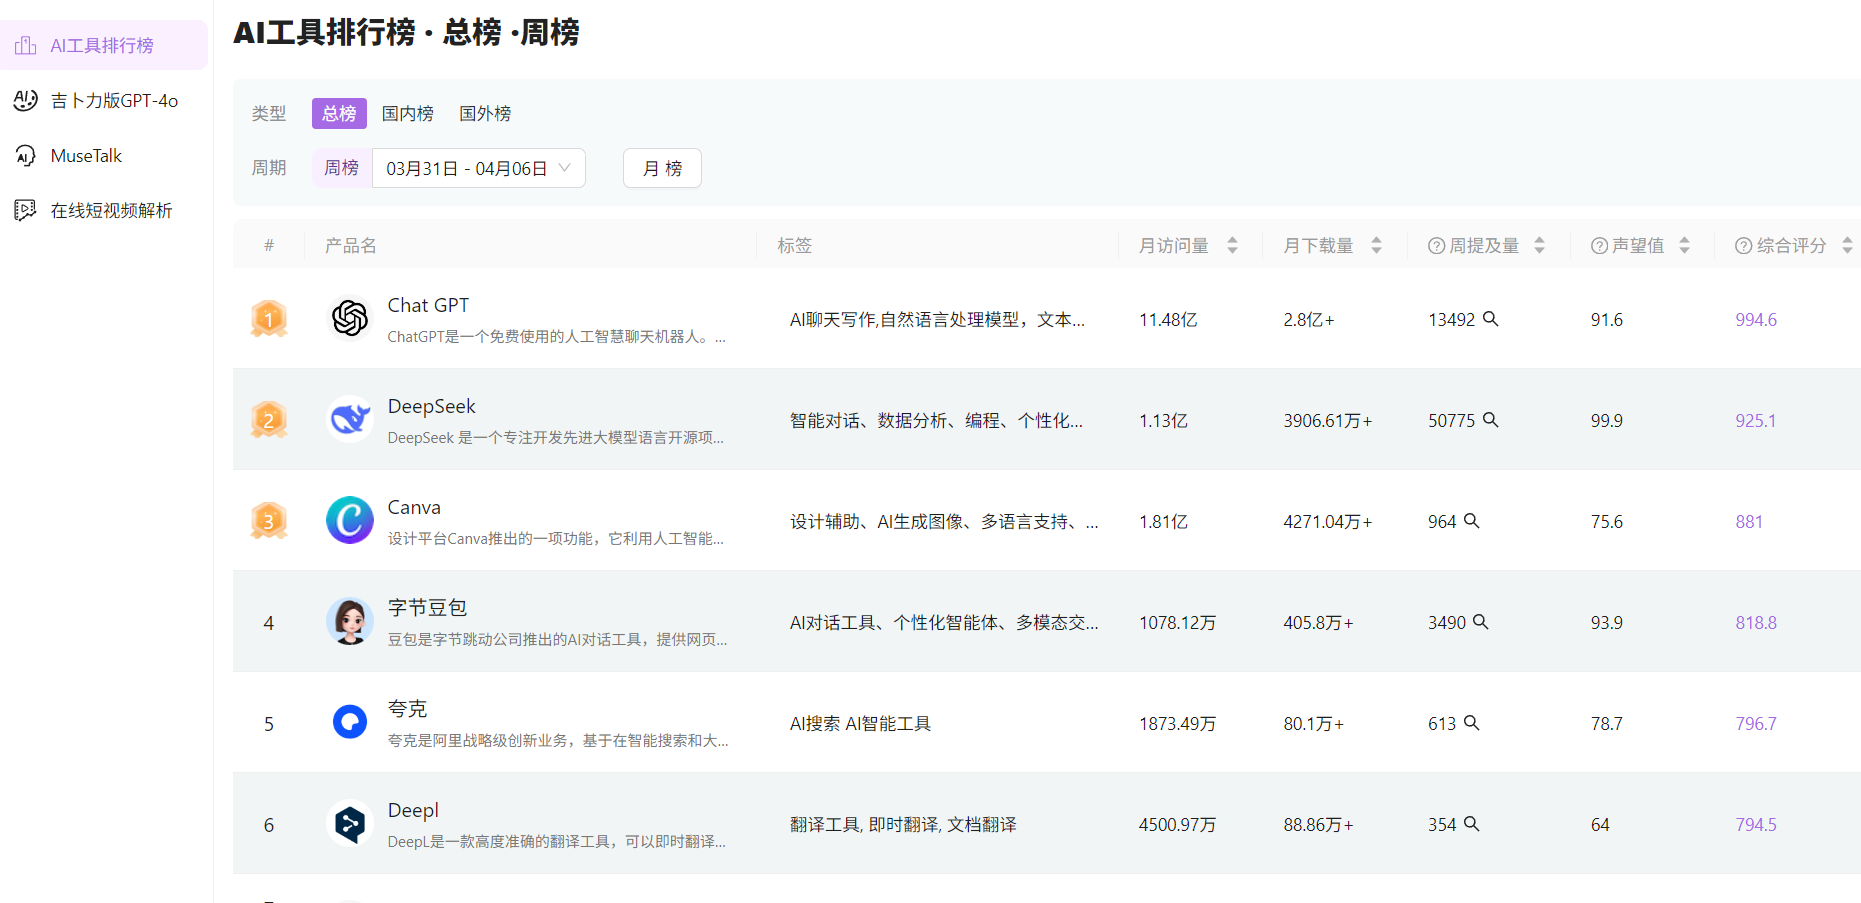 AI工具排行榜
吉卜力版GPT-4o
MuseTalk
在线短视频解析
AI工具排行榜 · 总榜 ·周榜
类型 总榜 国内榜 国外榜
周期 周榜 03月31日 - 04月06日 月 榜
# 产品名 标签 月访问量 月下载量 周提及量 声望值 综合评分
1 Chat GPT AI聊天写作,自然语言处理模型，文本... 11.48亿 2.8亿+ 13492 91.6 994.6
ChatGPT是一个免费使用的人工智慧聊天机器人。...
2 DeepSeek 智能对话、数据分析、编程、个性化... 1.13亿 3906.61万+ 50775 99.9 925.1
DeepSeek 是一个专注开发先进大模型语言开源项...
3 Canva 设计辅助、AI生成图像、多语言支持、... 1.81亿 4271.04万+ 964 75.6 881
设计平台Canva推出的一项功能，它利用人工智能...
4 字节豆包 AI对话工具、个性化智能体、多模态交... 1078.12万 405.8万+ 3490 93.9 818.8
豆包是字节跳动公司推出的AI对话工具，提供网页...
5 夸克 AI搜索 AI智能工具 1873.49万 80.1万+ 613 78.7 796.7
夸克是阿里战略级创新业务，基于在智能搜索和大...
6 Deepl 翻译工具, 即时翻译, 文档翻译 4500.97万 88.86万+ 354 64 794.5
DeepL是一款高度准确的翻译工具，可以即时翻译...